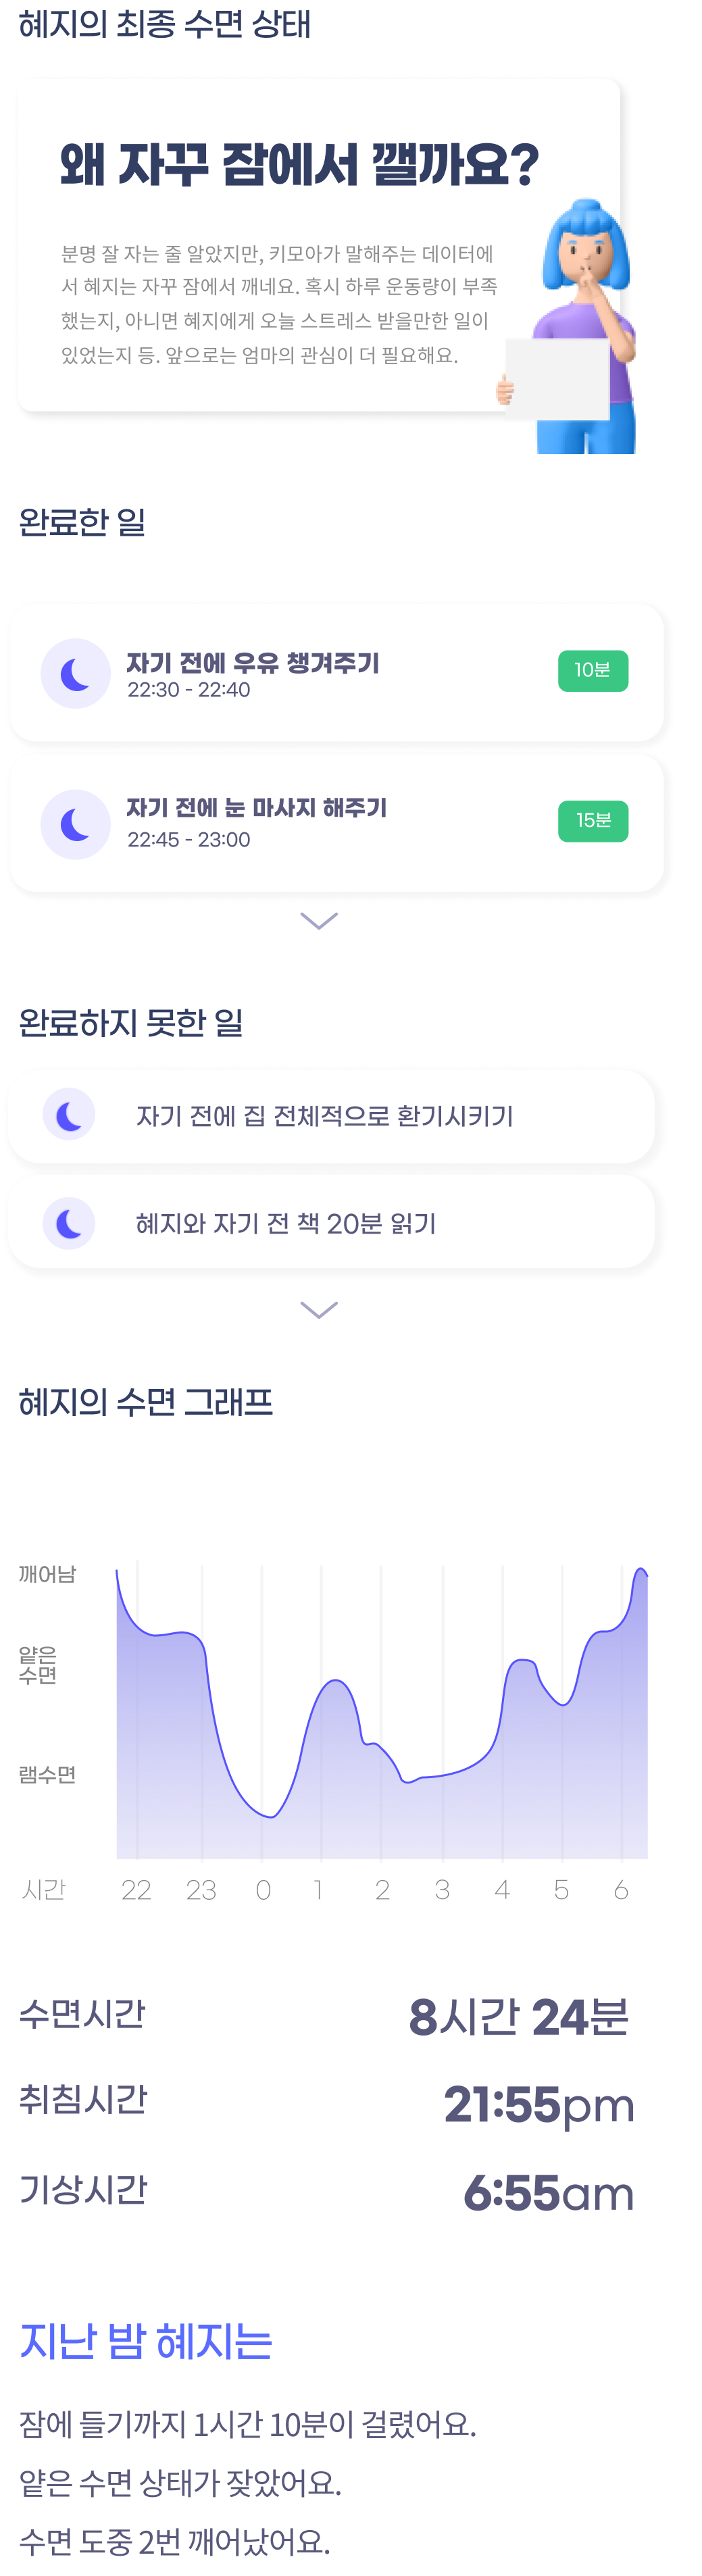 혜지의 최종 수면 상태
왜 자꾸 잠에서 깰까요?
분명 잘 자는 줄 알았지만, 키모아가 말해주는 데이터에
서 혜지는 자꾸 잠에서 깨네요. 혹시 하루 운동량이 부족
했는지, 아니면 혜지에게 오늘 스트레스 받을만한 일이
있었는지 등. 앞으로는 엄마의 관심이 더 필요해요.
완료한 일
자기 전에 우유 챙겨주기
22:30 - 22:40
10분
자기 전에 눈 마사지 해주기
22:45 - 23:00
15분
완료하지 못한 일
자기 전에 집 전체적으로 환기시키기
혜지와 자기 전 책 20분 읽기
혜지의 수면 그래프
깨어남
얕은
수면
램수면
시간 22 23 0 1 2 3 4 5 6
수면시간 8시간 24분
취침시간 21:55pm
기상시간 6:55am
지난 밤 혜지는
잠에 들기까지 1시간 10분이 걸렸어요.
얕은 수면 상태가 잦았어요.
수면 도중 2번 깨어났어요.